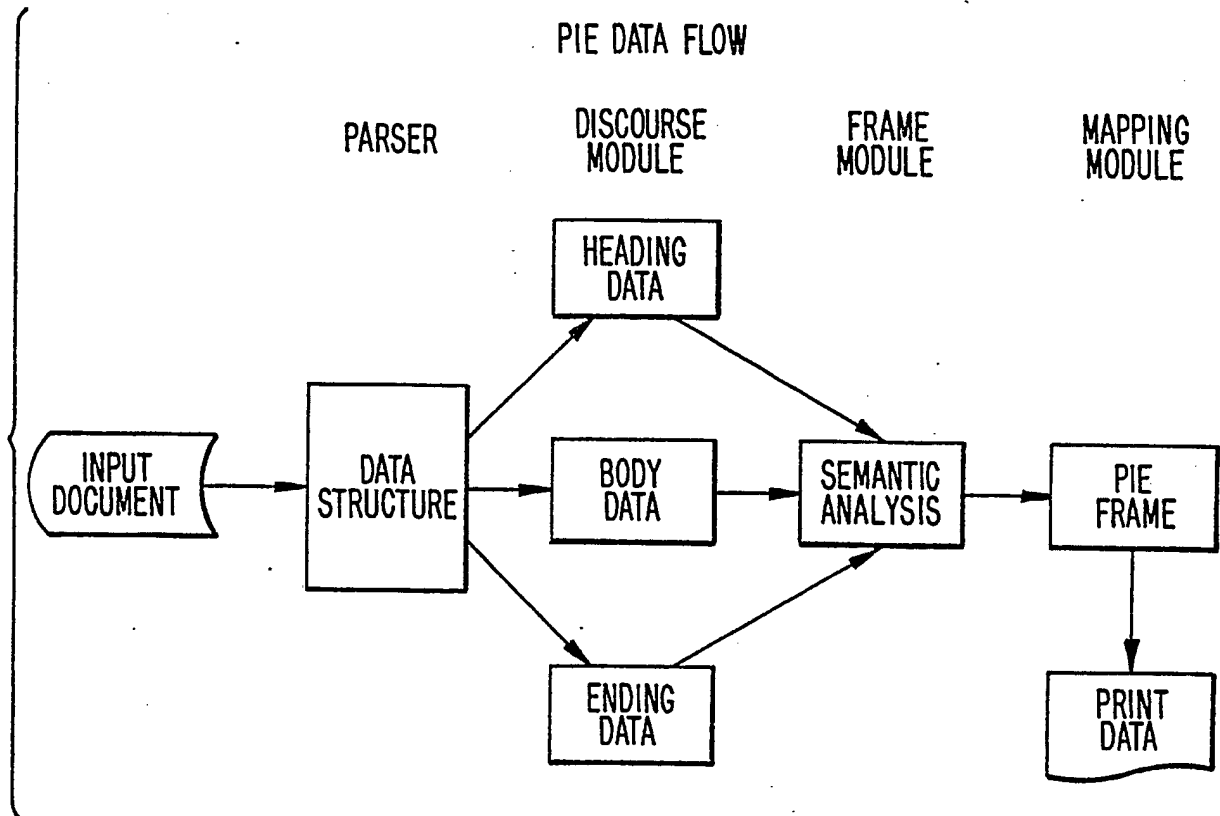 PIE DATA FLOW
PARSER
DISCOURSE
MODULE
FRAME
MODULE
MAPPING
MODULE
HEADING
DATA
INPUT
DOCUMENT
DATA
STRUCTURE
BODY
DATA
SEMANTIC
ANALYSIS
PIE
FRAME
ENDING
DATA
PRINT
DATA